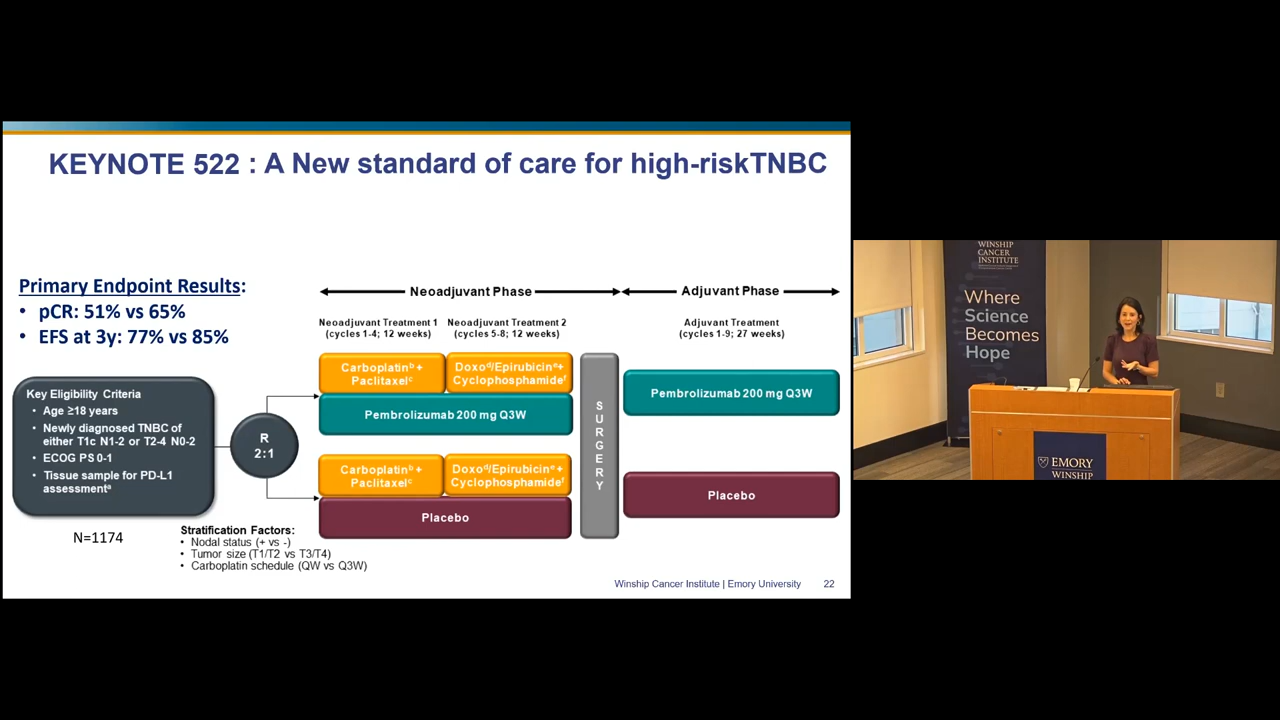 KEYNOTE 522 : A New standard of care for high-riskTNBC
Primary Endpoint Results:
• pCR: 51% vs 65%
• EFS at 3y: 77% vs 85%
Key Eligibility Criteria
• Age ≥18 years
• Newly diagnosed TNBC of
either T1c N1-2 or T2-4 N0-2
• ECOG PS 0-1
• Tissue sample for PD-L1
assessmentᵃ
N=1174
R
2:1
Stratification Factors:
• Nodal status (+ vs -)
• Tumor size (T1/T2 vs T3/T4)
• Carboplatin schedule (QW vs Q3W)
Neoadjuvant Phase
Adjuvant Phase
Neoadjuvant Treatment 1
(cycles 1-4; 12 weeks)
Neoadjuvant Treatment 2
(cycles 5-8; 12 weeks)
Adjuvant Treatment
(cycles 1-9; 27 weeks)
Carboplatinᵇ +
Paclitaxelᶜ
Doxoᵈ/Epirubicinᵉ+
Cyclophosphamideᶠ
Pembrolizumab 200 mg Q3W
Carboplatinᵇ +
Paclitaxelᶜ
Doxoᵈ/Epirubicinᵉ+
Cyclophosphamideᶠ
Placebo
SURGERY
Pembrolizumab 200 mg Q3W
Placebo
Winship Cancer Institute | Emory University 22
WINSHIP
CANCER
INSTITUTE
Where
Science
Becomes
Hope
EMORY
WINSHIP